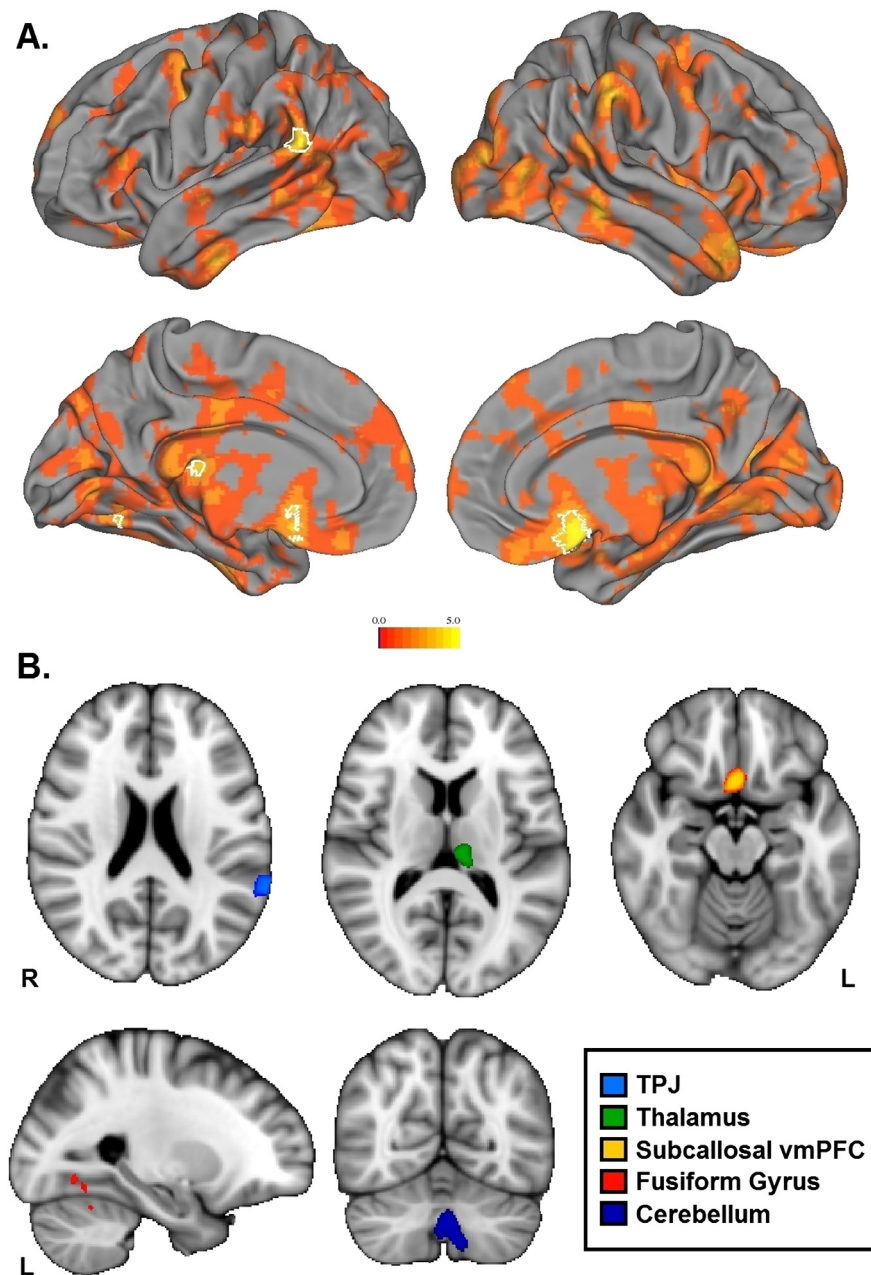 A.
0.0 5.0
B.
R
L
L
TPJ
Thalamus
Subcallosal vmPFC
Fusiform Gyrus
Cerebellum